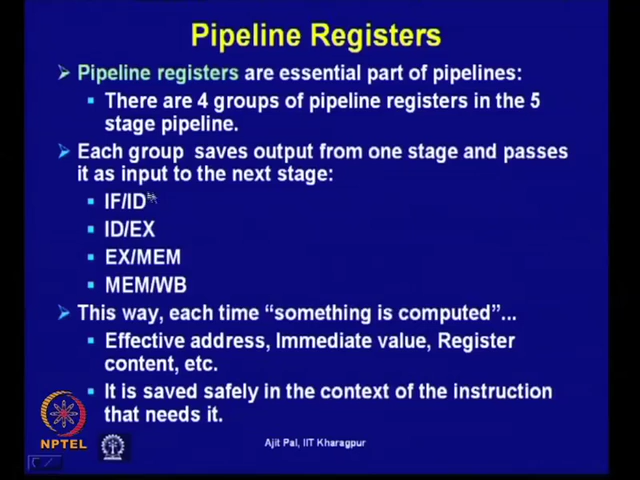 Pipeline Registers
Pipeline registers are essential part of pipelines:
There are 4 groups of pipeline registers in the 5
stage pipeline.
Each group saves output from one stage and passes
it as input to the next stage:
IF/ID
ID/EX
EX/MEM
MEM/WB
This way, each time “something is computed”...
Effective address, Immediate value, Register
content, etc.
It is saved safely in the context of the instruction
that needs it.
NPTEL
Ajit Pal, IIT Kharagpur